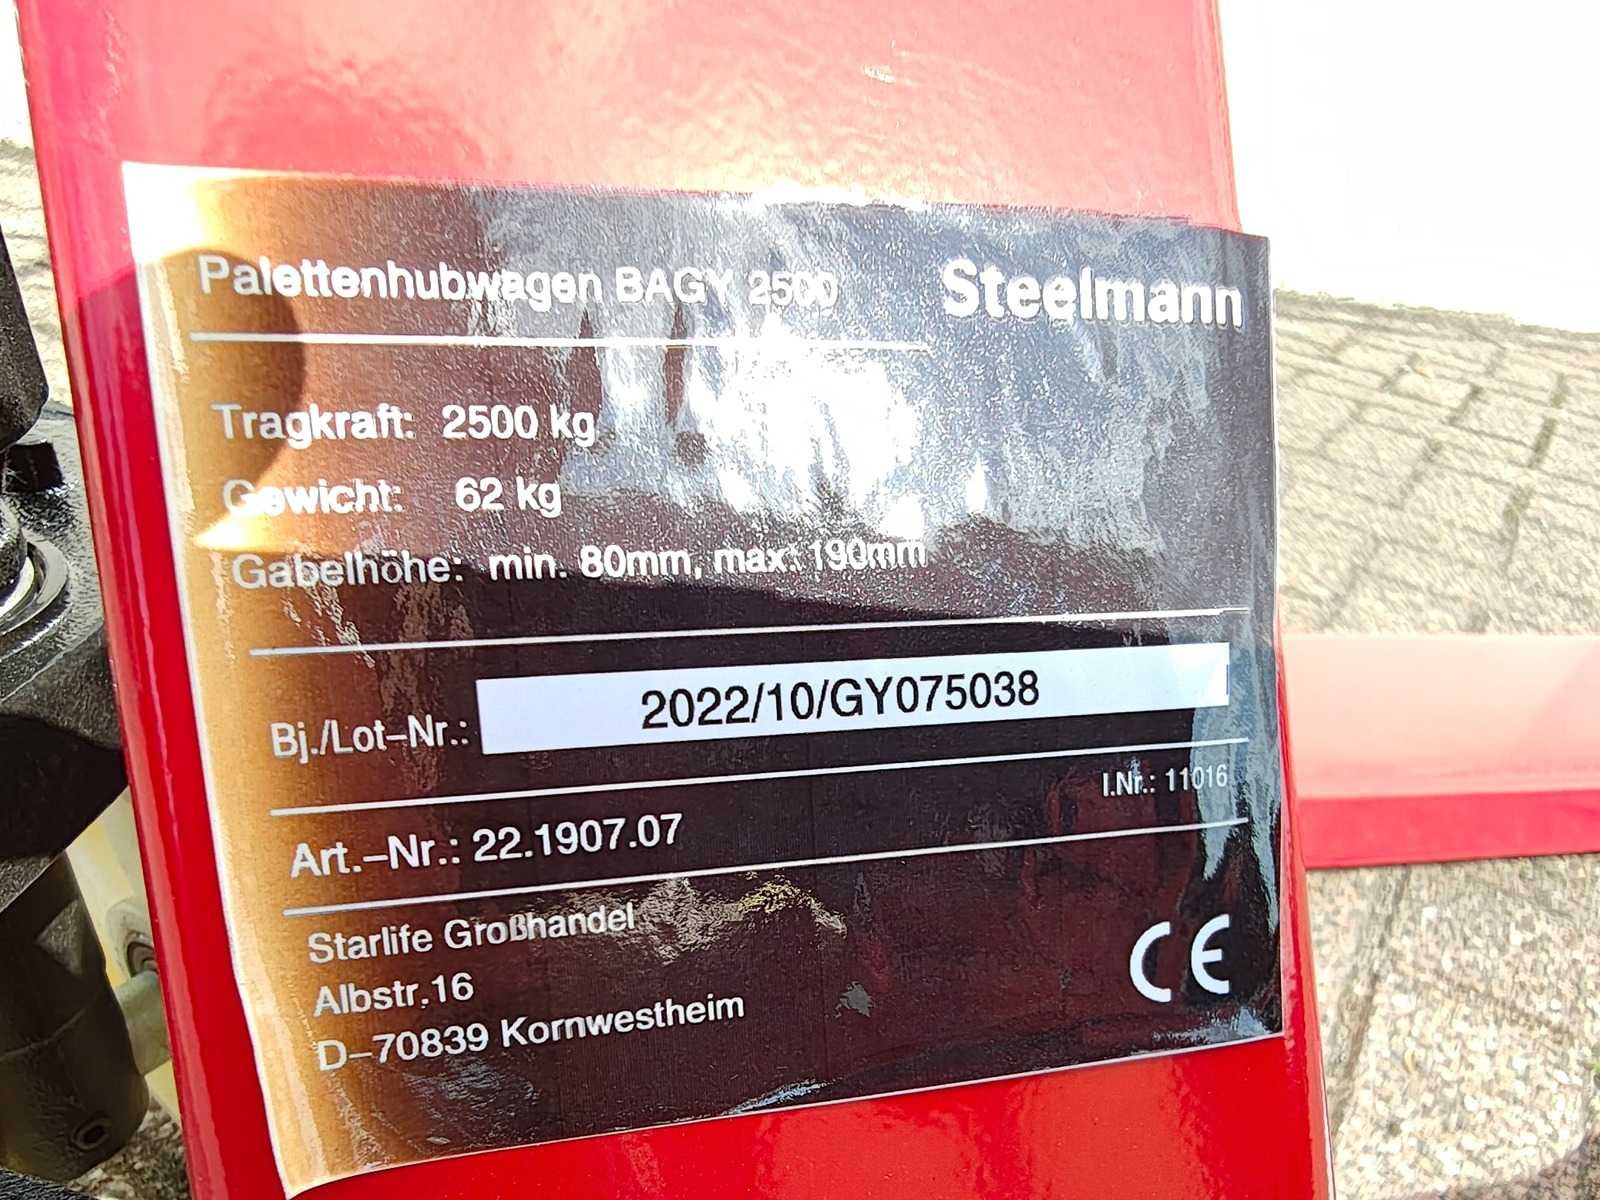 Palettenhubwagen BAGY 2500 Steelmann
Tragkraft: 2500 kg
Gewicht: 62 kg
Gabelhöhe: min. 80mm, max. 190mm
Bj./Lot-Nr.: 2022/10/GY075038
I.Nr.: 11016
Art.-Nr.: 22.1907.07
Starlife Großhandel
Albstr.16
D-70839 Kornwestheim
CE